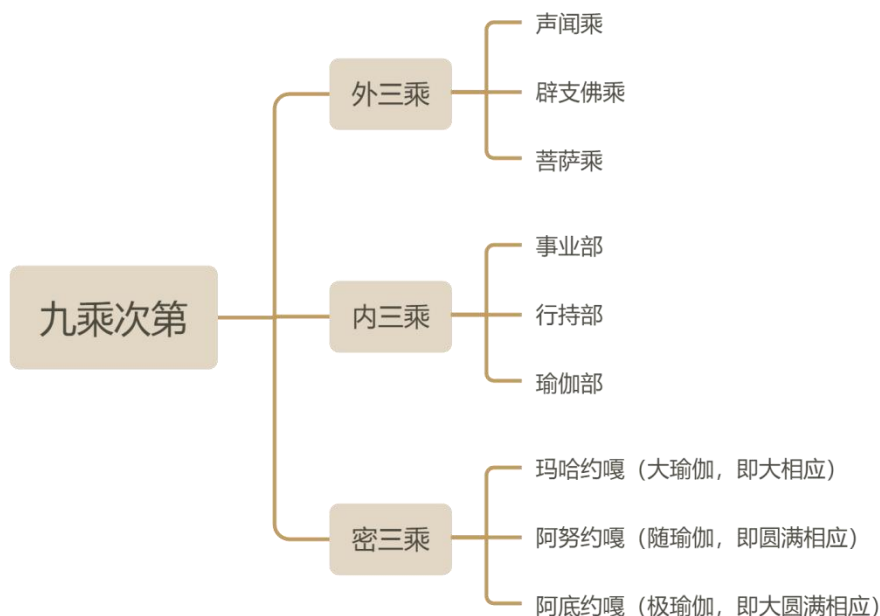 九乘次第
外三乘
声闻乘
辟支佛乘
菩萨乘
内三乘
事业部
行持部
瑜伽部
密三乘
玛哈约嘎（大瑜伽，即大相应）
阿努约嘎（随瑜伽，即圆满相应）
阿底约嘎（极瑜伽，即大圆满相应）